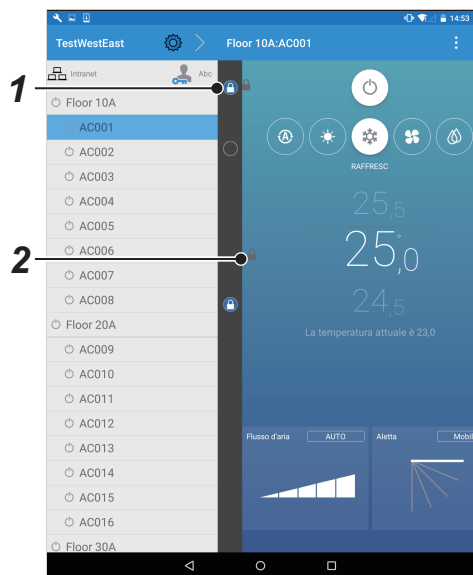 14:53
TestWestEast
Floor 10A:AC001
Intranet
Abc
1
Floor 10A
AC001
AC002
AC003
AC004
AC005
AC006
AC007
AC008
Floor 20A
AC009
AC010
AC011
AC012
AC013
AC014
AC015
AC016
Floor 30A
2
A
RAFFRESC
25,5
25,0
24,5
La temperatura attuale è 23,0
Flusso d'aria
AUTO
Aletta
Mobil